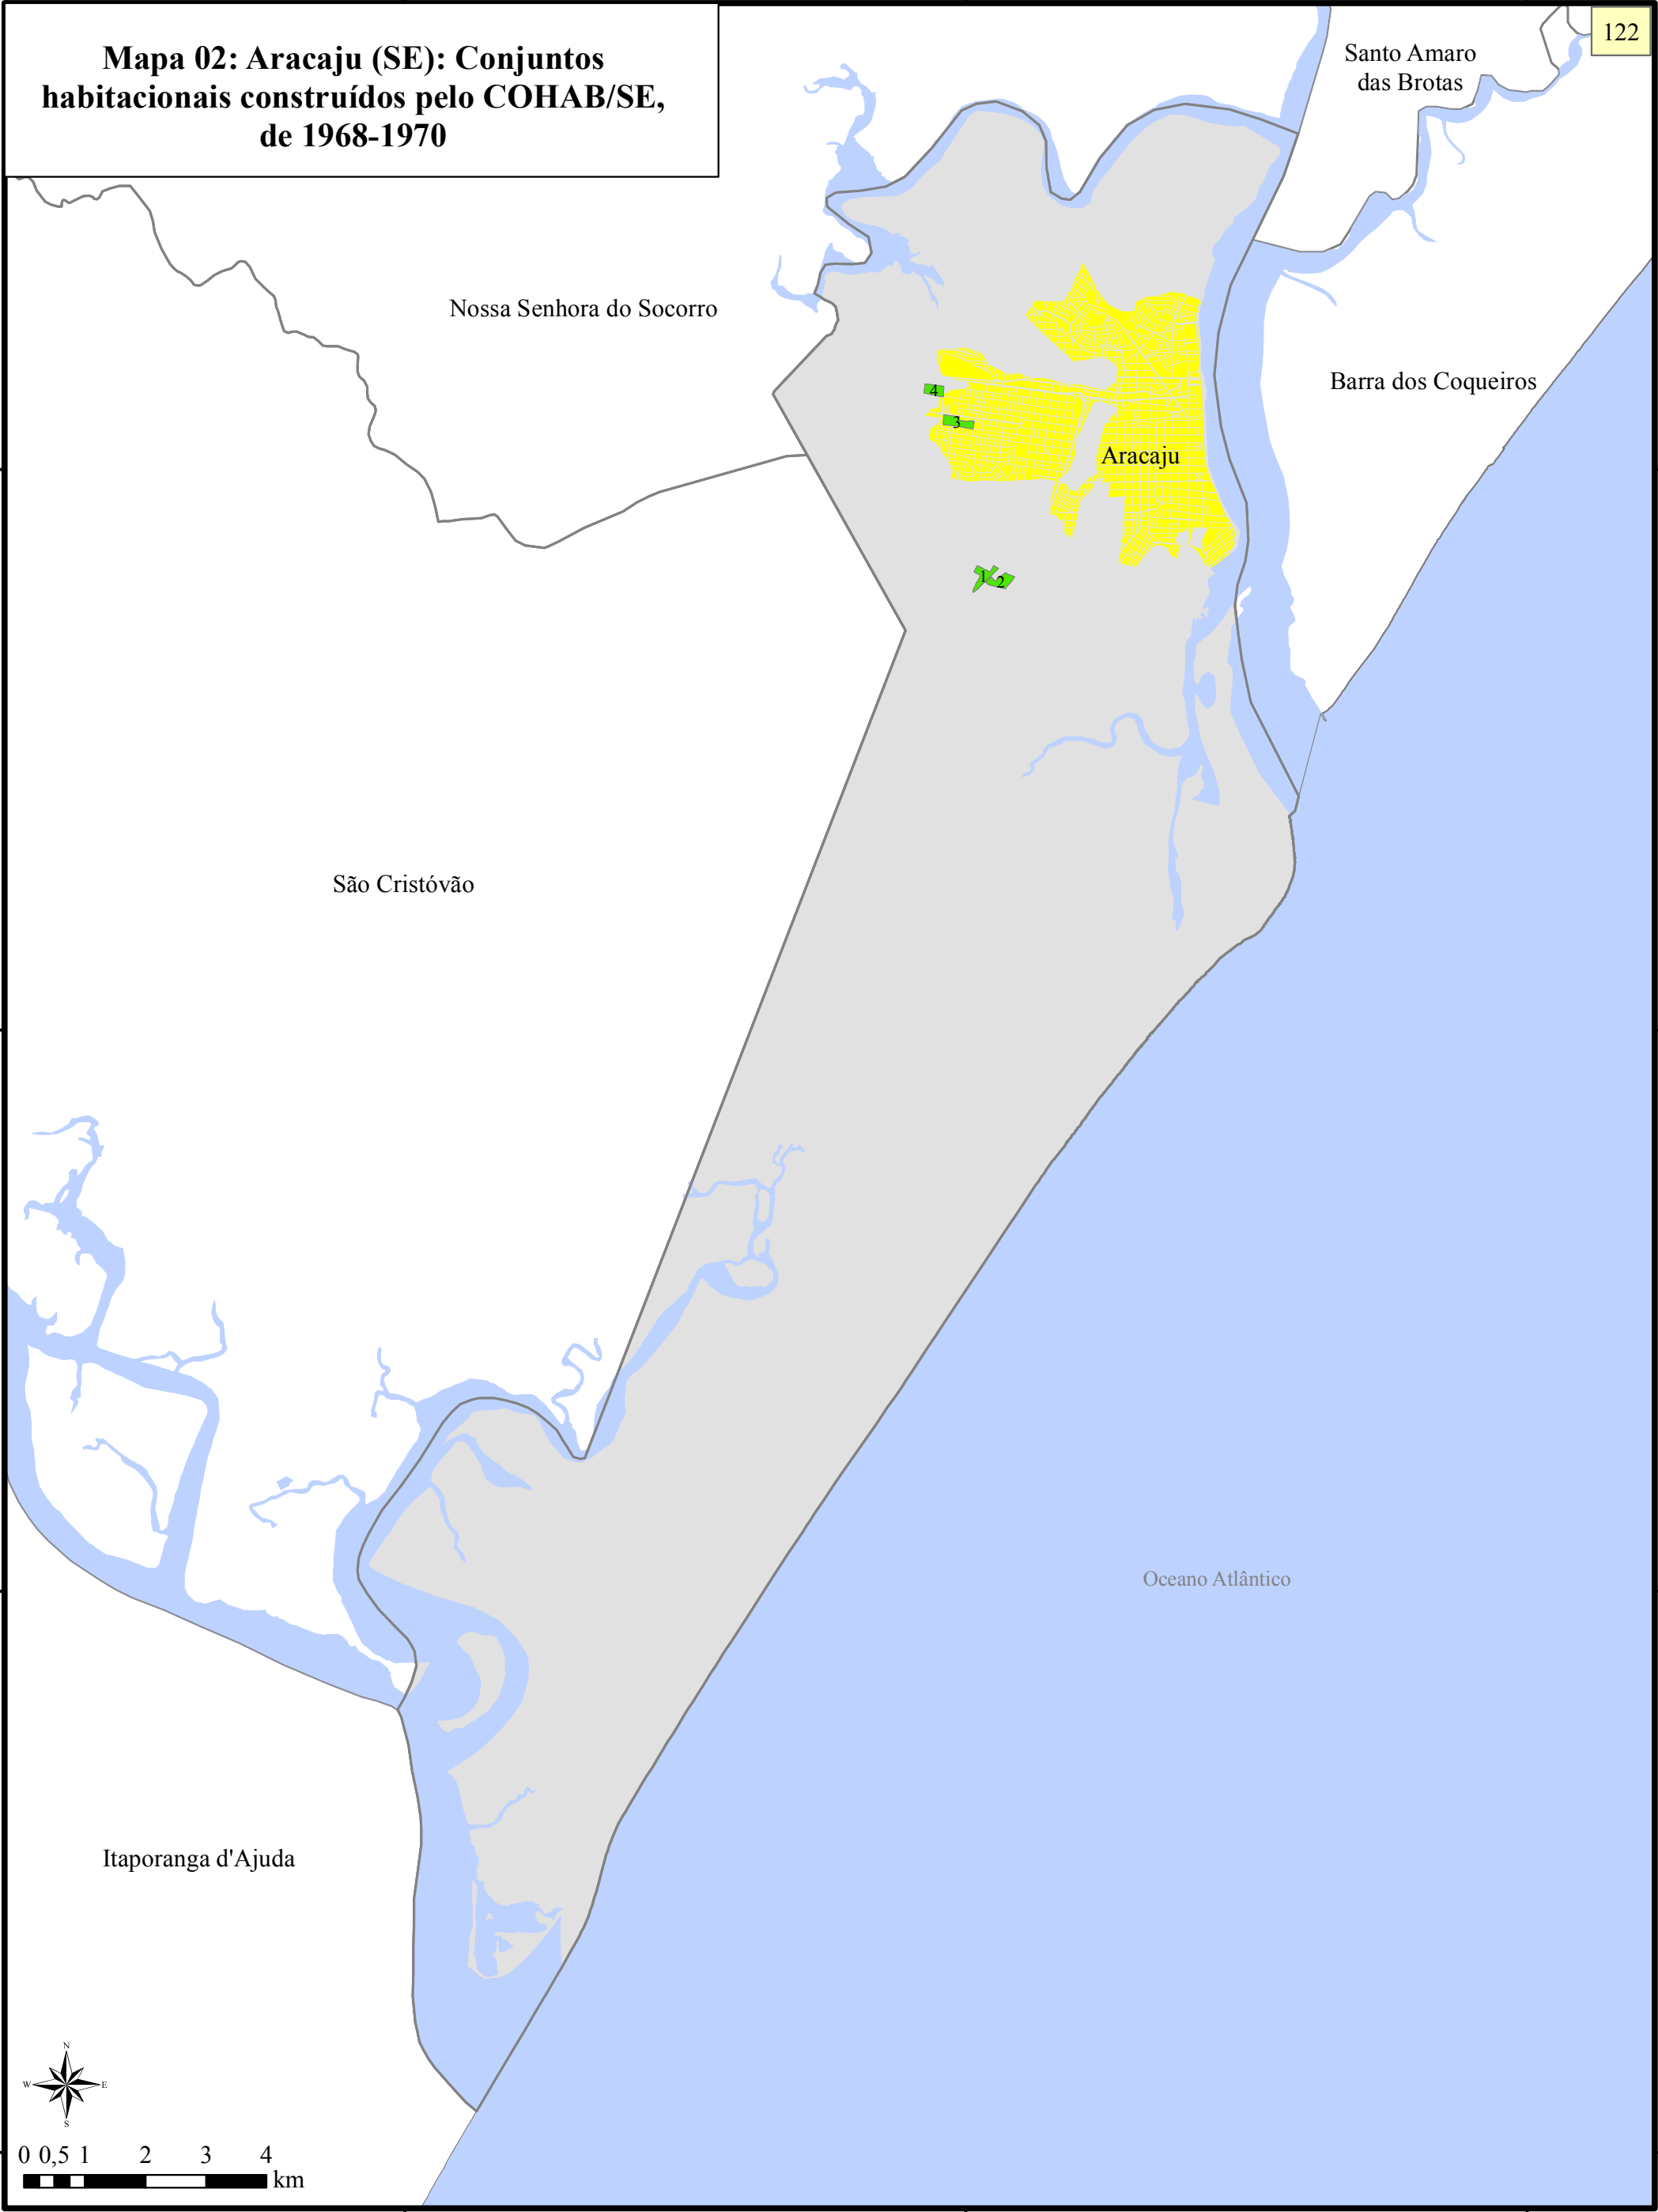 Mapa 02: Aracaju (SE): Conjuntos
habitacionais construídos pelo COHAB/SE,
de 1968-1970
122
Santo Amaro
das Brotas
Nossa Senhora do Socorro
Barra dos Coqueiros
4
3
Aracaju
1
2
São Cristóvão
Oceano Atlântico
Itaporanga d'Ajuda
N
W
E
S
0 0,5 1 2 3 4
km